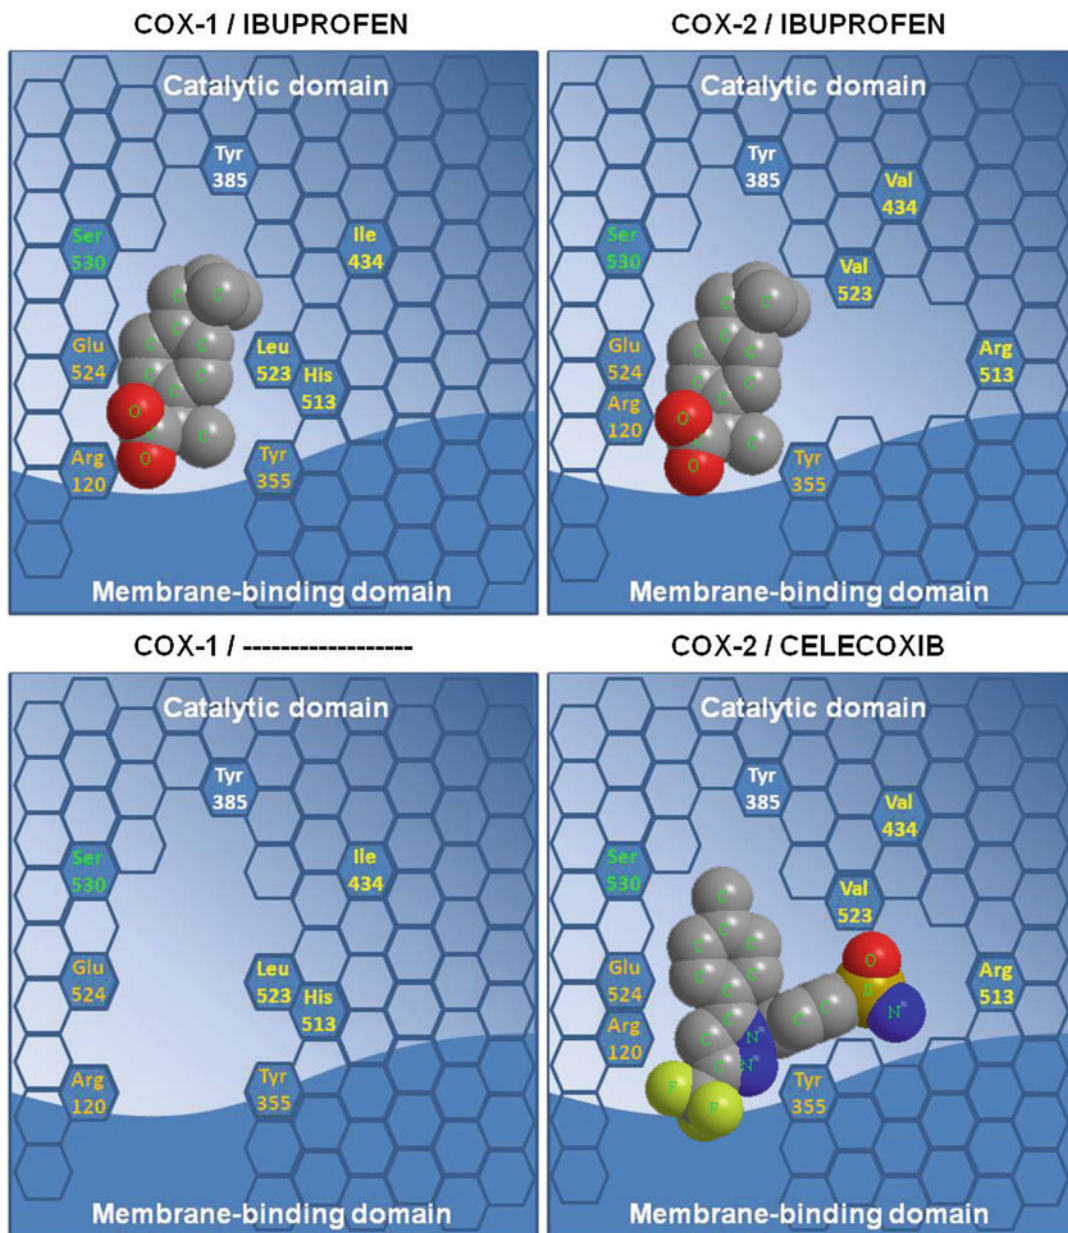 COX-1 / IBUPROFEN
Catalytic domain
Tyr
385
Ser
530
Ile
434
Glu
524
Leu
523
His
513
Arg
120
Tyr
355
C
C
C
C
C
C
C
C
O
C
O
Membrane-binding domain
COX-2 / IBUPROFEN
Catalytic domain
Tyr
385
Val
434
Ser
530
Val
523
Glu
524
Arg
513
Arg
120
Tyr
355
C
C
C
C
C
C
C
O
C
O
Membrane-binding domain
COX-1 / -------------------
Catalytic domain
Tyr
385
Ser
530
Ile
434
Glu
524
Leu
523
His
513
Arg
120
Tyr
355
Membrane-binding domain
COX-2 / CELECOXIB
Catalytic domain
Tyr
385
Val
434
Ser
530
Val
523
Glu
524
Arg
513
Arg
120
Tyr
355
C
C
C
C
C
C
C
O
S
N
C
C
C
N
C
N
F
F
Membrane-binding domain